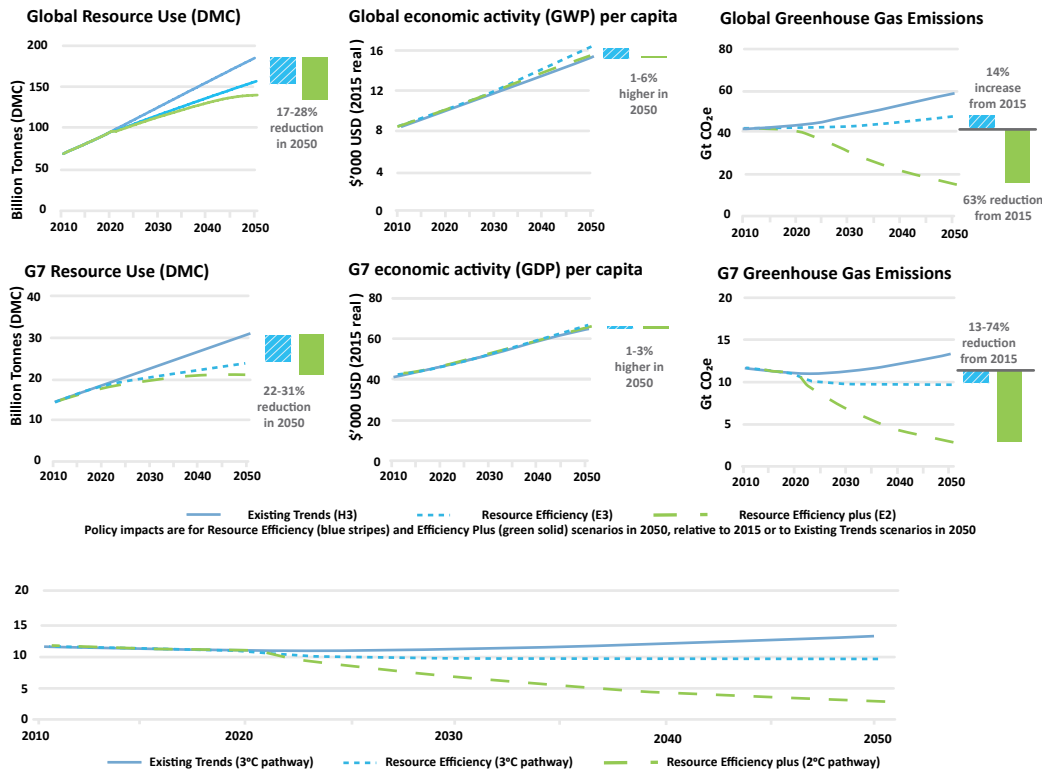 Global Resource Use (DMC)
Billion Tonnes (DMC)
200
150
100
50
0
2010 2020 2030 2040 2050
17-28%
reduction
in 2050
Global economic activity (GWP) per capita
$'000 USD (2015 real )
16
12
8
4
0
2010 2020 2030 2040 2050
1-6%
higher in
2050
Global Greenhouse Gas Emissions
Gt CO₂e
80
60
40
20
0
2010 2020 2030 2040 2050
14%
increase
from 2015
63% reduction
from 2015
G7 Resource Use (DMC)
Billion Tonnes (DMC)
40
30
20
10
0
2010 2020 2030 2040 2050
22-31%
reduction
in 2050
G7 economic activity (GDP) per capita
$'000 USD (2015 real )
80
60
40
20
0
2010 2020 2030 2040 2050
1-3%
higher in
2050
G7 Greenhouse Gas Emissions
Gt CO₂e
20
15
10
5
0
2010 2020 2030 2040 2050
13-74%
reduction
from 2015
Existing Trends (H3) Resource Efficiency (E3) Resource Efficiency plus (E2)
Policy impacts are for Resource Efficiency (blue stripes) and Efficiency Plus (green solid) scenarios in 2050, relative to 2015 or to Existing Trends scenarios in 2050
20
15
10
5
0
2010 2020 2030 2040 2050
Existing Trends (3°C pathway) Resource Efficiency (3°C pathway) Resource Efficiency plus (2°C pathway)